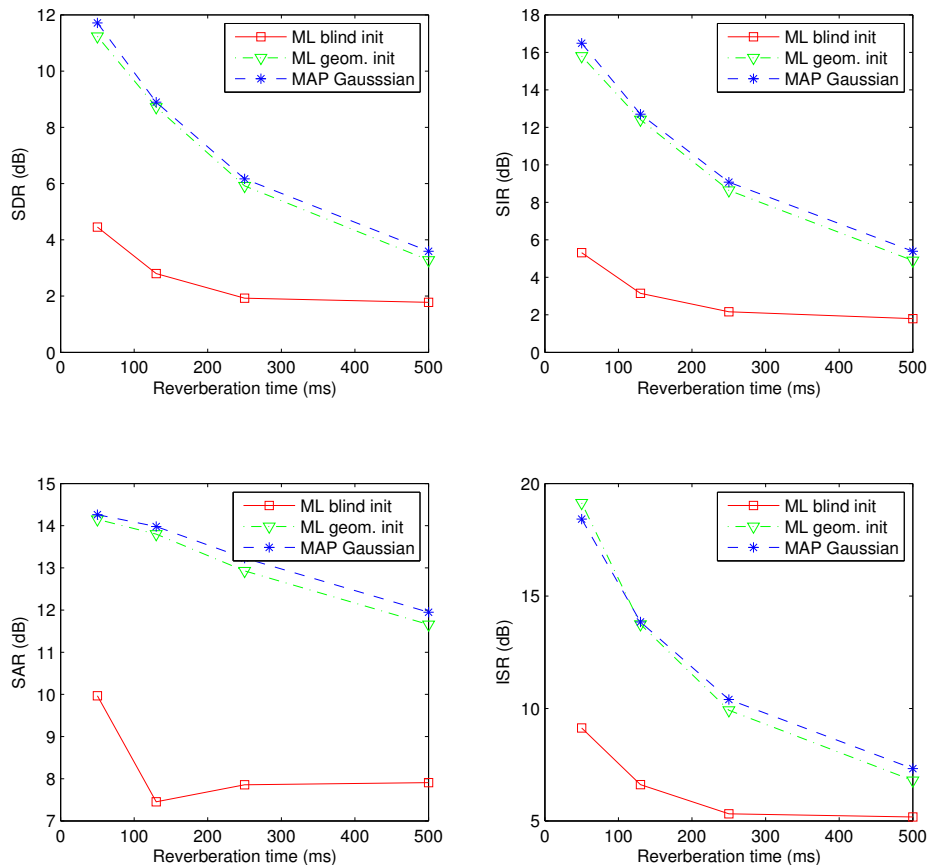 12
10
8
6
4
2
0
SDR (dB)
0 100 200 300 400 500
Reverberation time (ms)
ML blind init
ML geom. init
MAP Gausssian
18
16
14
12
10
8
6
4
2
0
SIR (dB)
0 100 200 300 400 500
Reverberation time (ms)
ML blind init
ML geom. init
MAP Gausssian
15
14
13
12
11
10
9
8
7
SAR (dB)
0 100 200 300 400 500
Reverberation time (ms)
ML blind init
ML geom. init
MAP Gaussian
20
15
10
5
ISR (dB)
0 100 200 300 400 500
Reverberation time (ms)
ML blind init
ML geom. init
MAP Gaussian